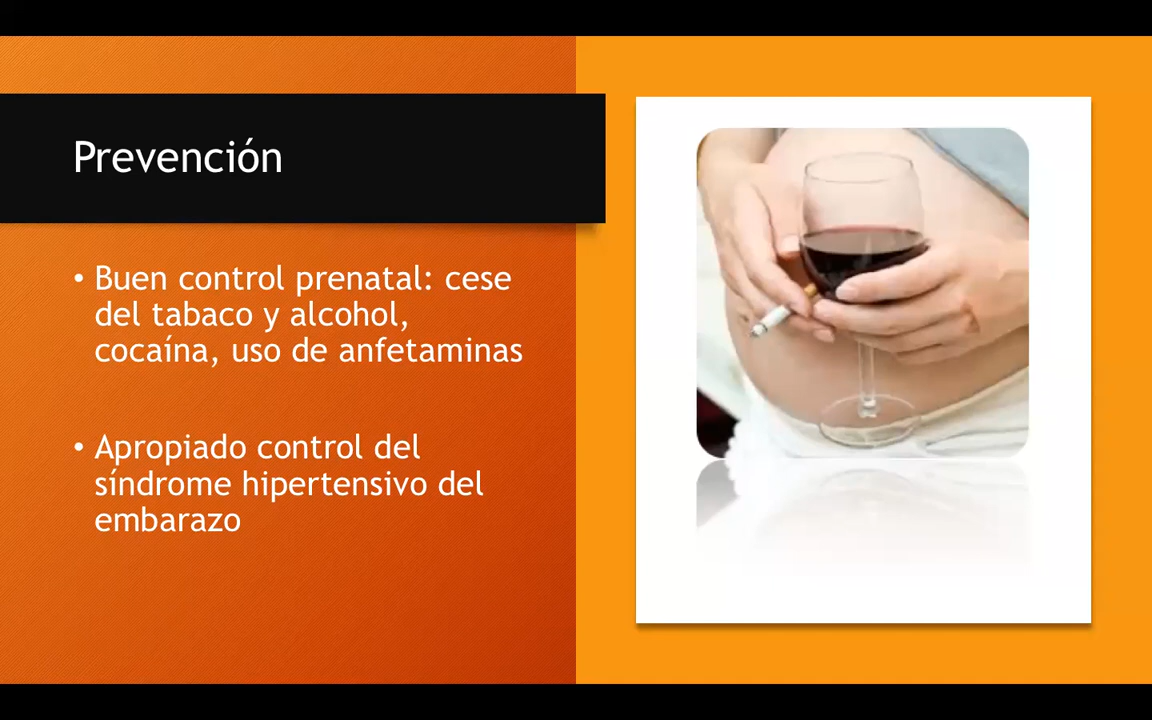 Prevención
• Buen control prenatal: cese
del tabaco y alcohol,
cocaína, uso de anfetaminas
• Apropiado control del
síndrome hipertensivo del
embarazo